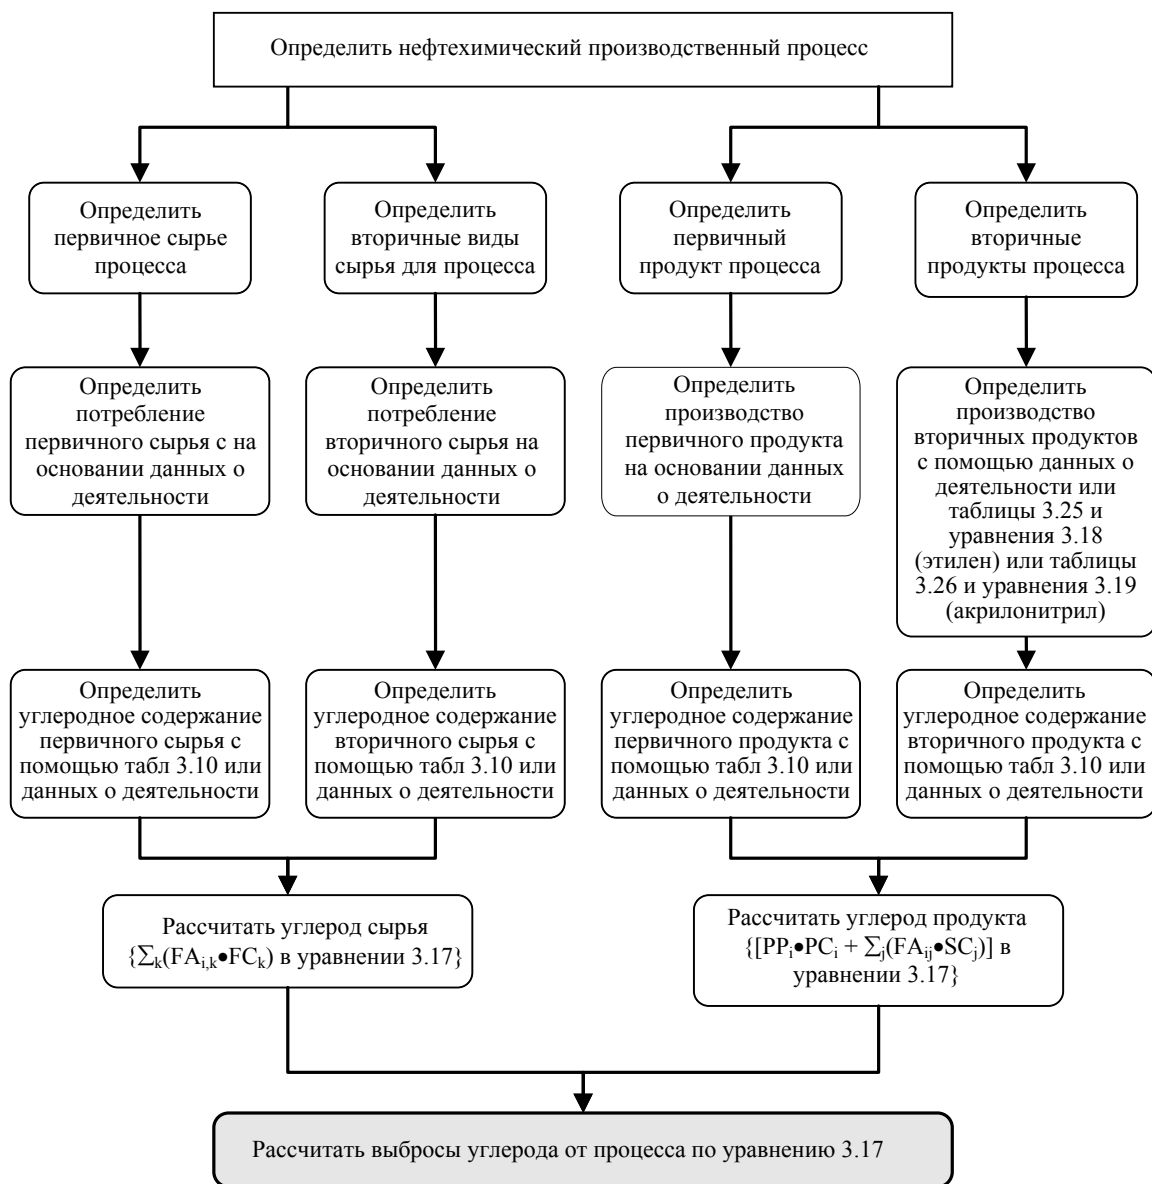 Определить нефтехимический производственный процесс
Определить
первичное сырье
процесса
Определить
вторичные виды
сырья для процесса
Определить
первичный
продукт процесса
Определить
вторичные
продукты процесса
Определить
потребление
первичного сырья с на
основании данных о
деятельности
Определить
потребление
вторичного сырья на
основании данных о
деятельности
Определить
производство
первичного продукта
на основании данных
о деятельности
Определить
производство
вторичных продуктов
с помощью данных о
деятельности или
таблицы 3.25 и
уравнения 3.18
(этилен) или таблицы
3.26 и уравнения 3.19
(акрилонитрил)
Определить
углеродное содержание
первичного сырья с
помощью табл 3.10 или
данных о деятельности
Определить
углеродное содержание
вторичного сырья с
помощью табл 3.10 или
данных о деятельности
Определить
углеродное содержание
первичного продукта с
помощью табл 3.10 или
данных о деятельности
Определить
углеродное содержание
вторичного продукта с
помощью табл 3.10 или
данных о деятельности
Рассчитать углерод сырья
{∑k(FAi,k●FCk) в уравнении 3.17}
Рассчитать углерод продукта
{[PPi●PCi + ∑j(FAij●SCj)] в
уравнении 3.17}
Рассчитать выбросы углерода от процесса по уравнению 3.17